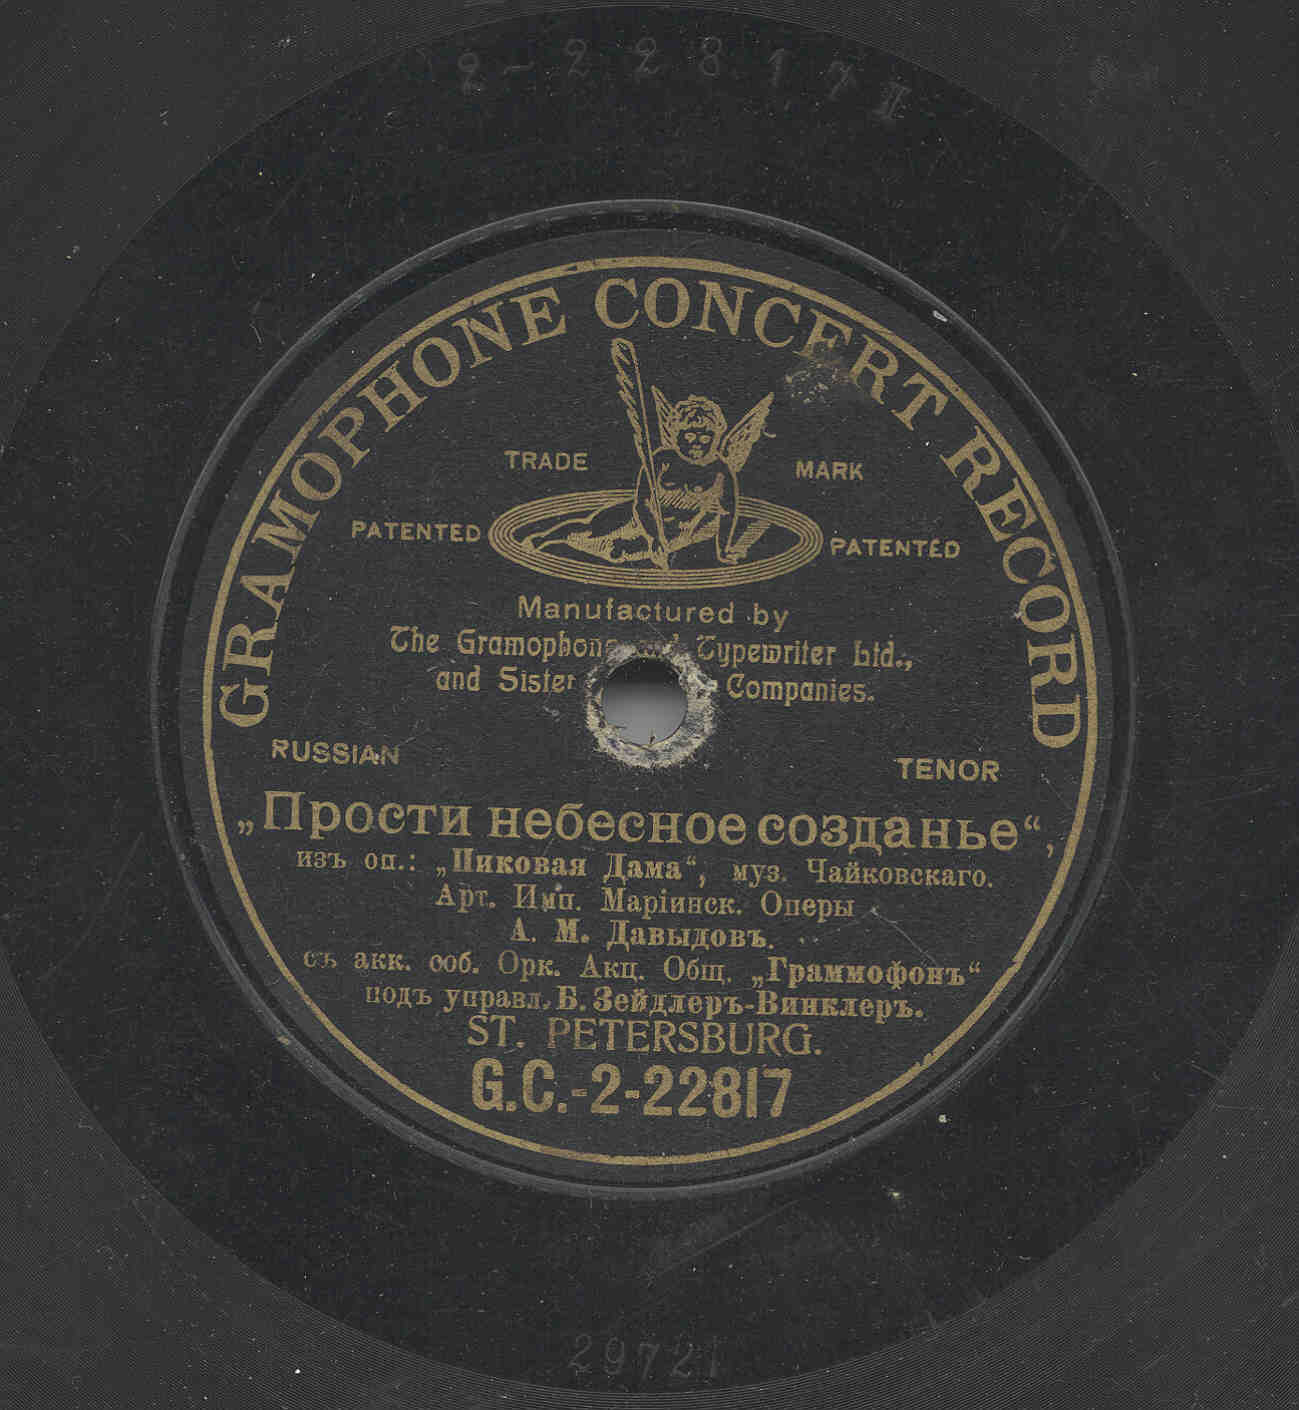 2-22817 II
GRAMOPHONE CONCERT RECORD
TRADE MARK
PATENTED PATENTED
Manufactured by
The Gramophone Typewriter Ltd.,
and Sister Companies.
RUSSIAN TENOR
„Прости небесное созданье“,
изъ оп.: „Пиковая Дама“, муз. Чайковскаго.
Арт. Имп. Маріинск. Оперы
А. М. Давыдовъ.
съ акк. соб. Орк. Акц. Общ. „Граммофонъ“
подъ управл. Б. Зейдлеръ-Винклеръ.
ST. PETERSBURG.
G.C.-2-22817
29721